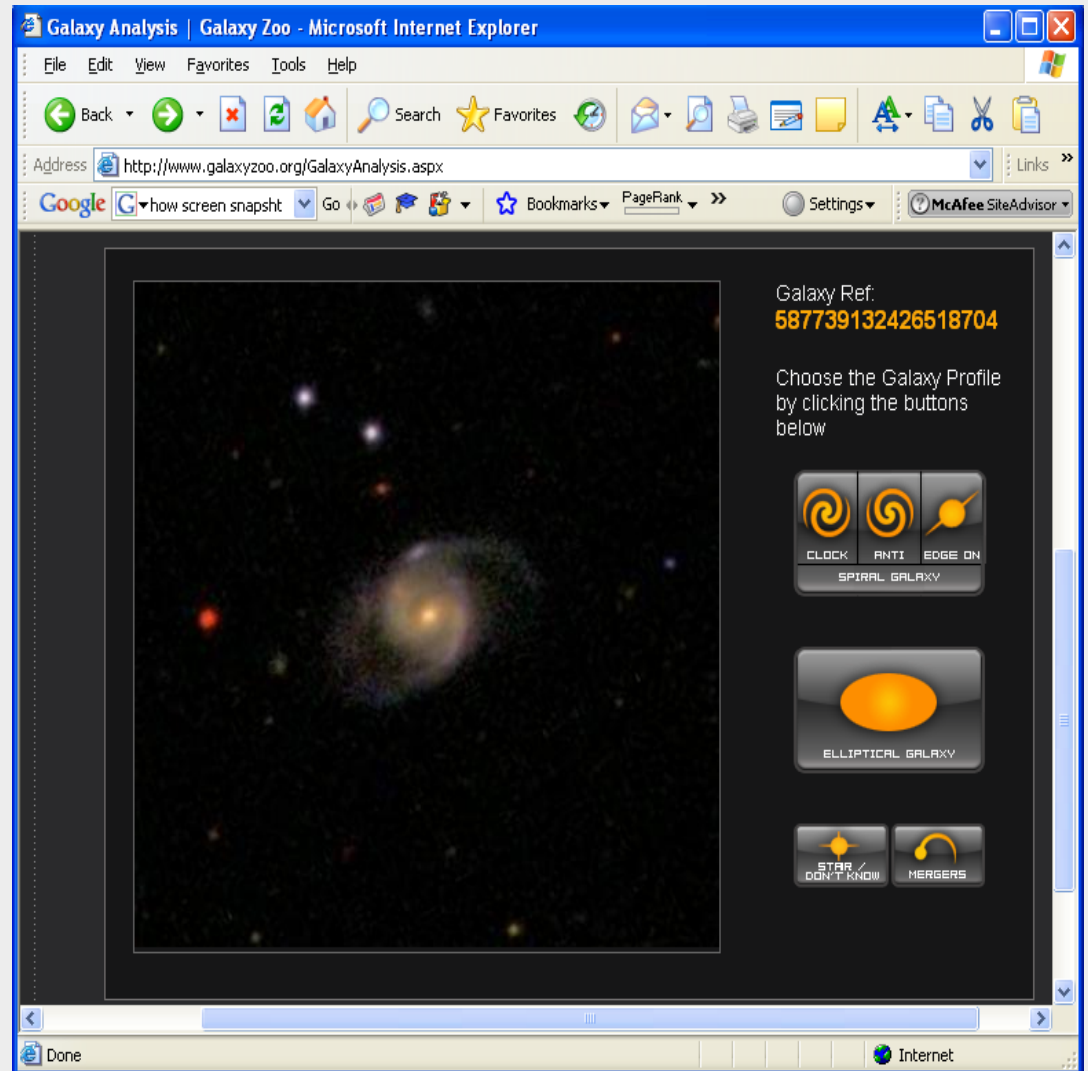 Galaxy Analysis | Galaxy Zoo - Microsoft Internet Explorer
File Edit View Favorites Tools Help
Back Search Favorites
Address http://www.galaxyzoo.org/GalaxyAnalysis.aspx Links »
Google G how screen snapsht Go Bookmarks PageRank » Settings McAfee SiteAdvisor
Galaxy Ref:
587739132426518704
Choose the Galaxy Profile
by clicking the buttons
below
CLOCK ANTI EDGE ON
SPIRAL GALAXY
ELLIPTICAL GALAXY
STAR /
DON'T KNOW
MERGERS
Done Internet